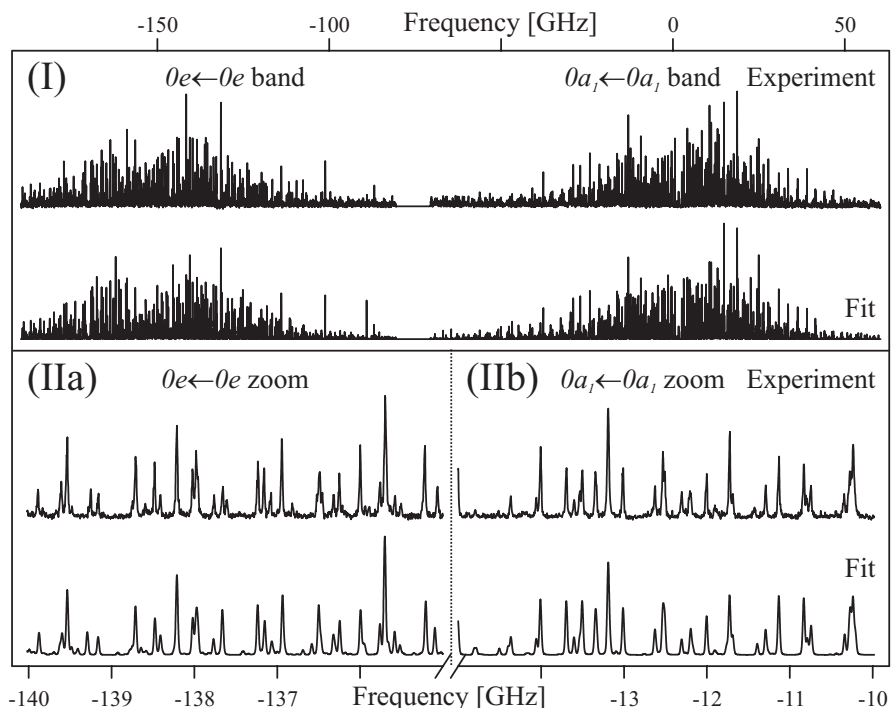 Frequency [GHz]
-150 -100 0 50
(I) 0e←0e band 0a₁←0a₁ band Experiment
Fit
(IIa) 0e←0e zoom (IIb) 0a₁←0a₁ zoom Experiment
Fit
-140 -139 -138 -137 Frequency [GHz] -13 -12 -11 -10